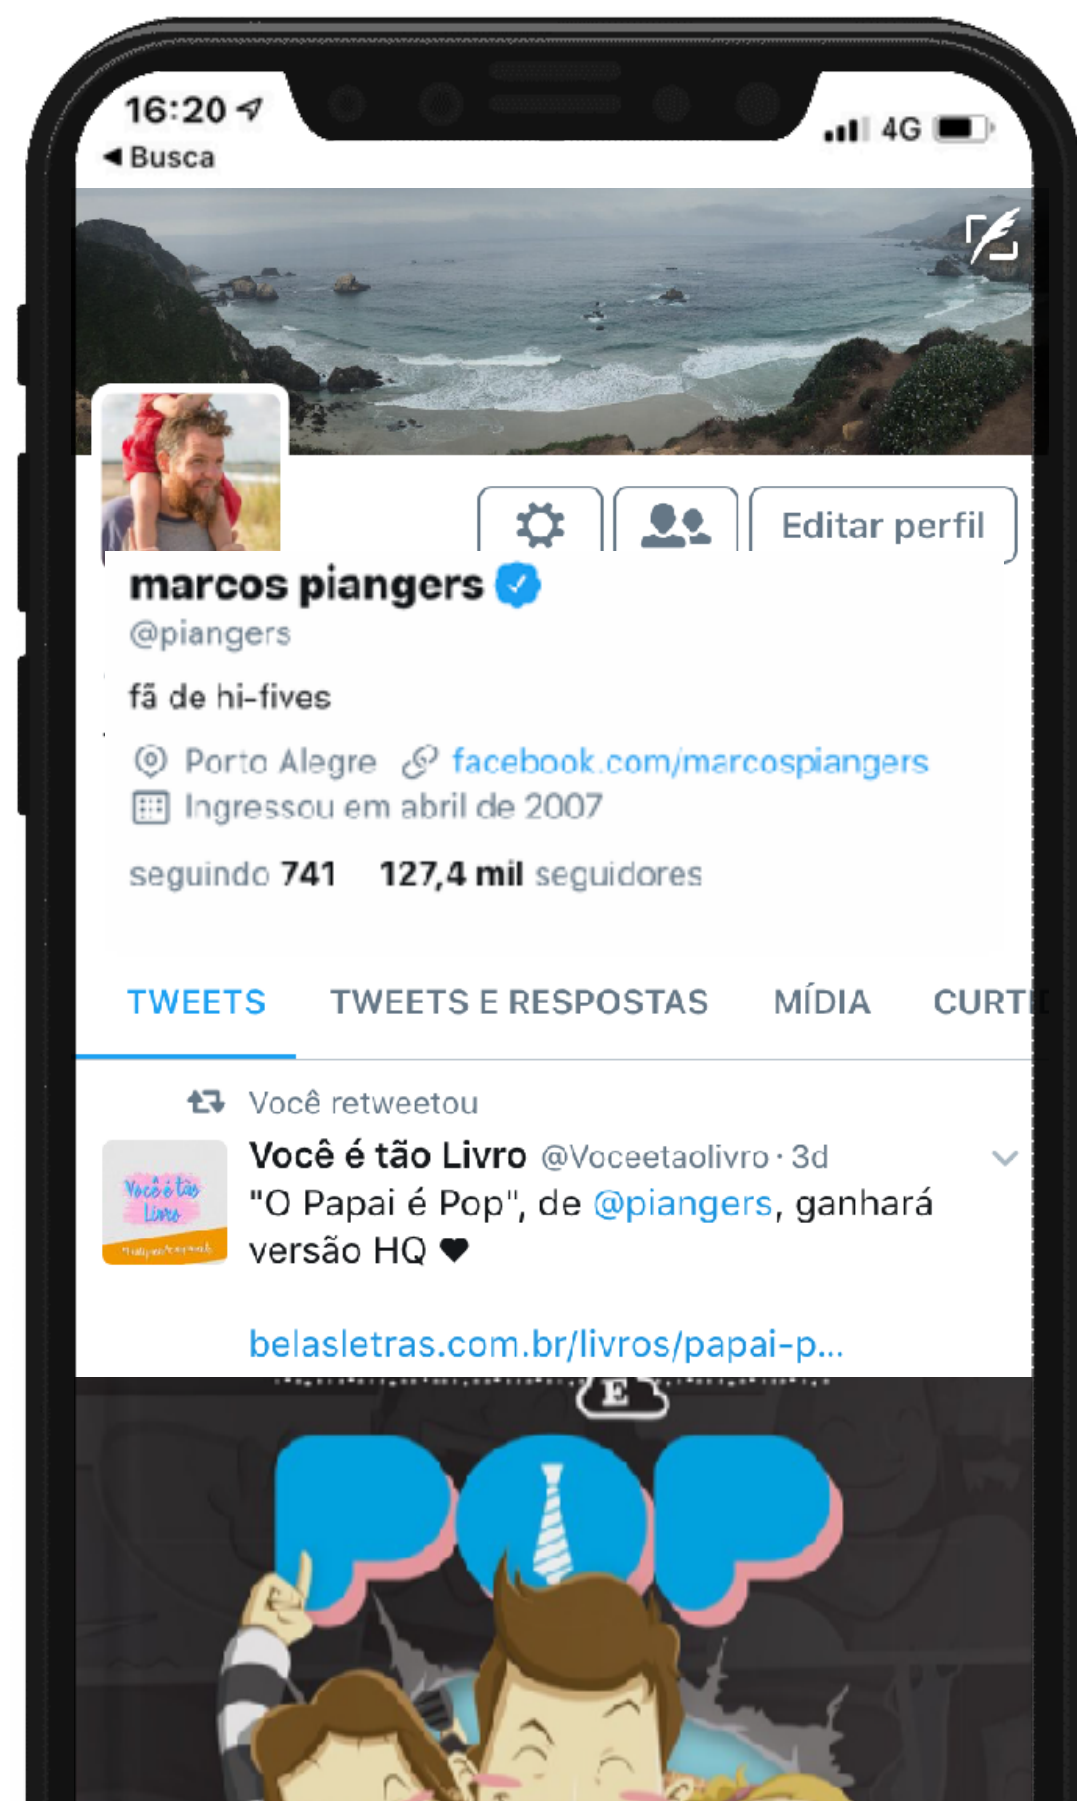 16:20
4G
◀ Busca
Editar perfil
marcos piangers
@piangers
fã de hi-fives
Porto Alegre facebook.com/marcospiangers
Ingressou em abril de 2007
seguindo 741 127,4 mil seguidores
TWEETS TWEETS E RESPOSTAS MÍDIA CURTI
Você retweetou
Você é tão Livro @Voceetaolivro · 3d
"O Papai é Pop", de @piangers, ganhará
versão HQ ♥
Você é tão
Livro
belasletras.com.br/livros/papai-p...
E
POP